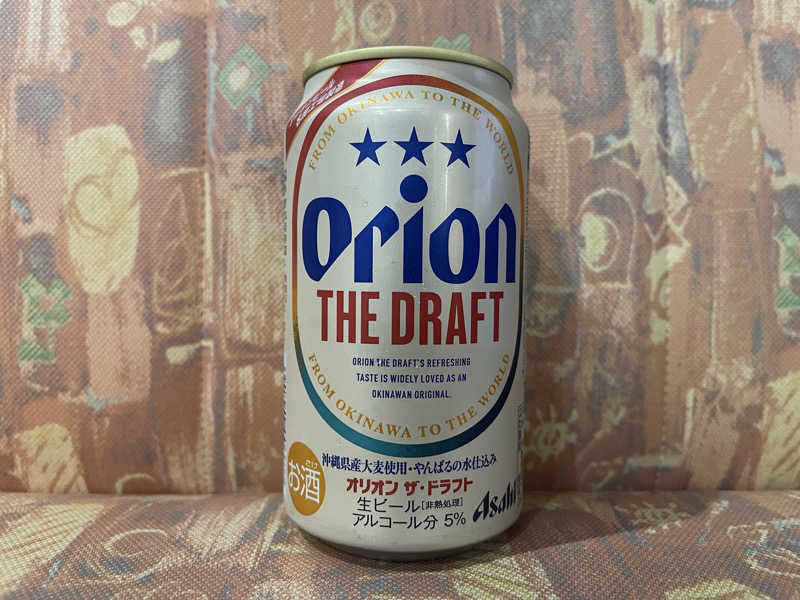 FROM OKINAWA TO THE WORLD
Orion
THE DRAFT
ORION THE DRAFT'S REFRESHING
TASTE IS WIDELY LOVED AS AN
OKINAWAN ORIGINAL.
FROM OKINAWA TO THE WORLD
沖縄県産大麦使用・やんばるの水仕込み
お酒
オリオン ザ・ドラフト
生ビール[非熱処理]
アルコール分 5%
Asahi